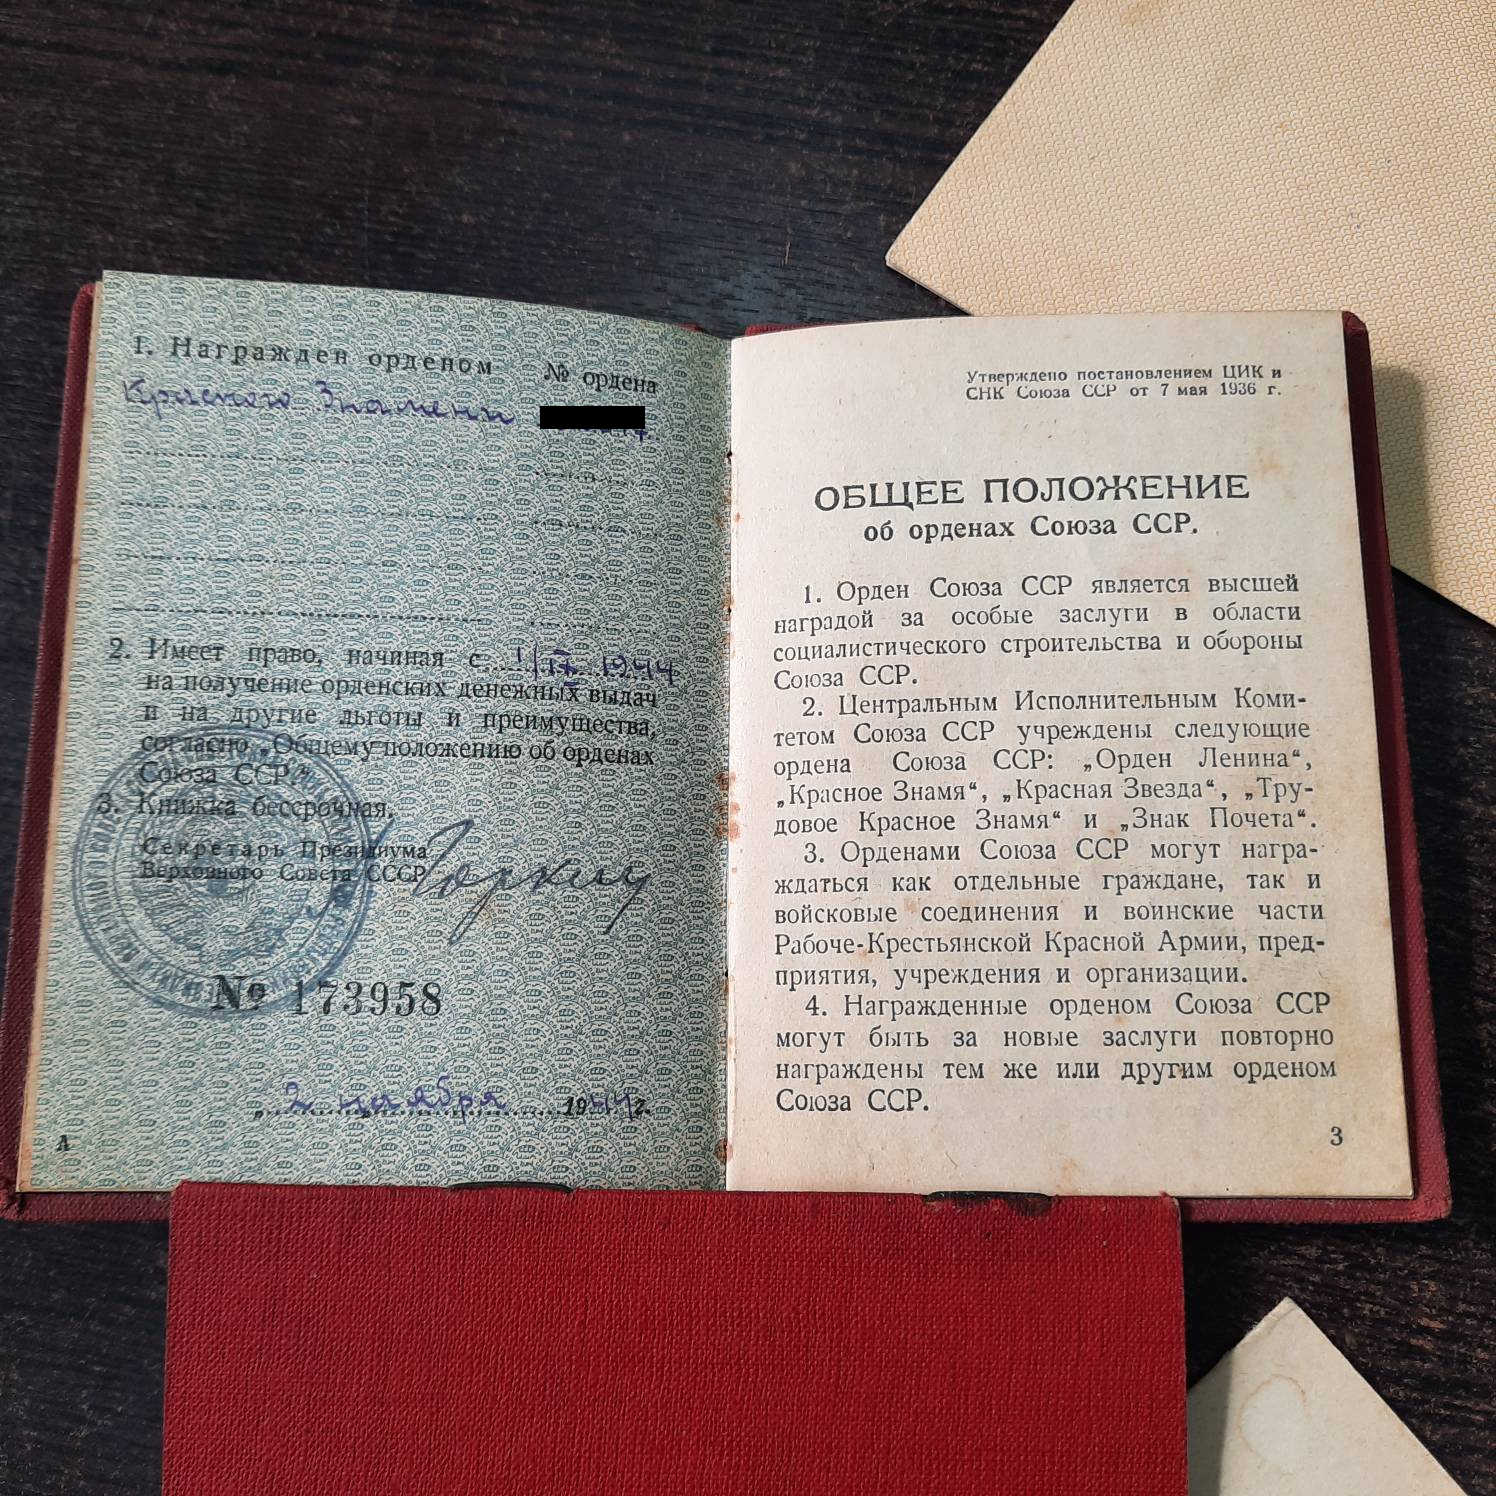 1. Награжден орденом № ордена
Красного Знамени
2. Имеет право, начиная с 1/IX 1944
на получение орденских денежных выдач
и на другие льготы и преимущества,
согласно „Общему положению об орденах
Союза ССР“.
3. Книжка бессрочная.
Секретарь Президиума
Верховного Совета СССР Горкин
№ 173958
„ 2 „ ноября 1944 г.
А
Утверждено постановлением ЦИК и
СНК Союза ССР от 7 мая 1936 г.
ОБЩЕЕ ПОЛОЖЕНИЕ
об орденах Союза ССР.
1. Орден Союза ССР является высшей
наградой за особые заслуги в области
социалистического строительства и обороны
Союза ССР.
2. Центральным Исполнительным Коми-
тетом Союза ССР учреждены следующие
ордена Союза ССР: „Орден Ленина“,
„Красное Знамя“, „Красная Звезда“, „Тру-
довое Красное Знамя“ и „Знак Почета“.
3. Орденами Союза ССР могут награ-
ждаться как отдельные граждане, так и
войсковые соединения и воинские части
Рабоче-Крестьянской Красной Армии, пред-
приятия, учреждения и организации.
4. Награжденные орденом Союза ССР
могут быть за новые заслуги повторно
награждены тем же или другим орденом
Союза ССР.
3